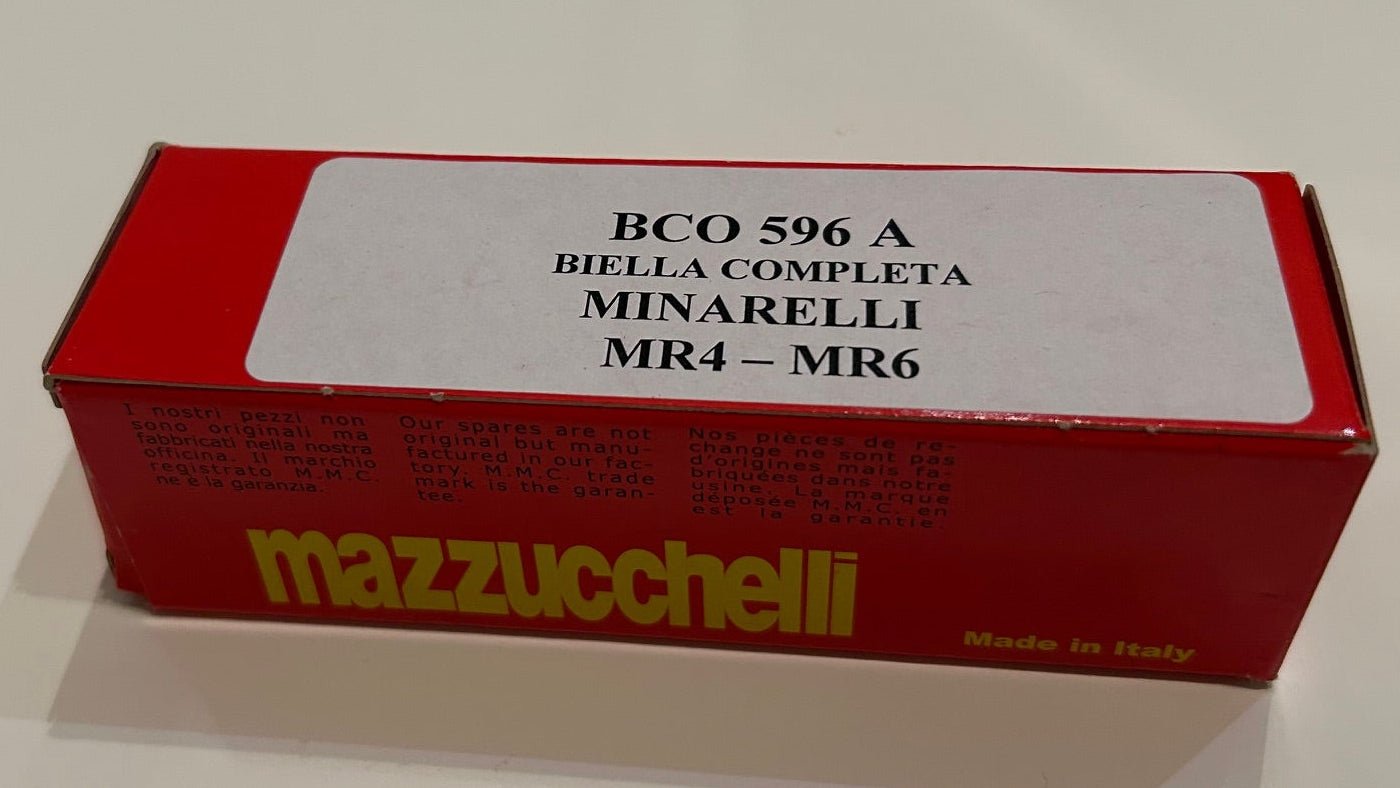 BCO 596 A
BIELLA COMPLETA
MINARELLI
MR4 – MR6
I nostri pezzi non
sono originali ma
fabbricati nella nostra
officina. Il marchio
registrato M.M.C.
ne è la garanzia.
Our spares are not
original but manu-
factured in our fac-
tory. M.M.C. trade
mark is the garan-
tee.
Nos pièces de re-
change ne sont pas
d'origines mais fa-
briquées dans notre
usine. La marque
déposée M.M.C. en
est la garantie.
mazzucchelli
Made in Italy